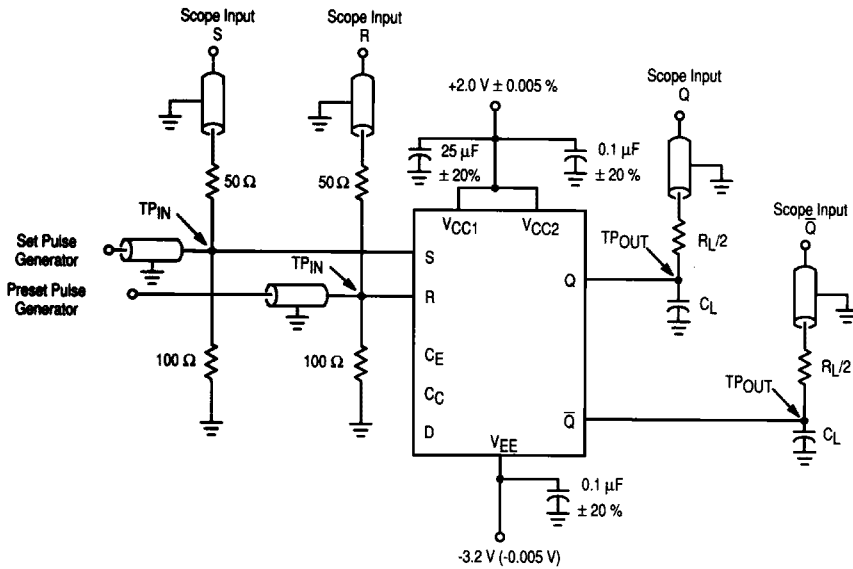 Scope Input
S
Scope Input
R
+2.0 V ± 0.005 %
Scope Input
Q
25 µF
± 20%
0.1 µF
± 20 %
Scope Input
Q̅
50 Ω
50 Ω
TPIN
VCC1
VCC2
RL/2
TPOUT
Set Pulse
Generator
S
TPIN
Q
Preset Pulse
Generator
R
CL
100 Ω
100 Ω
CE
RL/2
TPOUT
CC
D
Q̅
CL
VEE
0.1 µF
± 20 %
-3.2 V (-0.005 V)